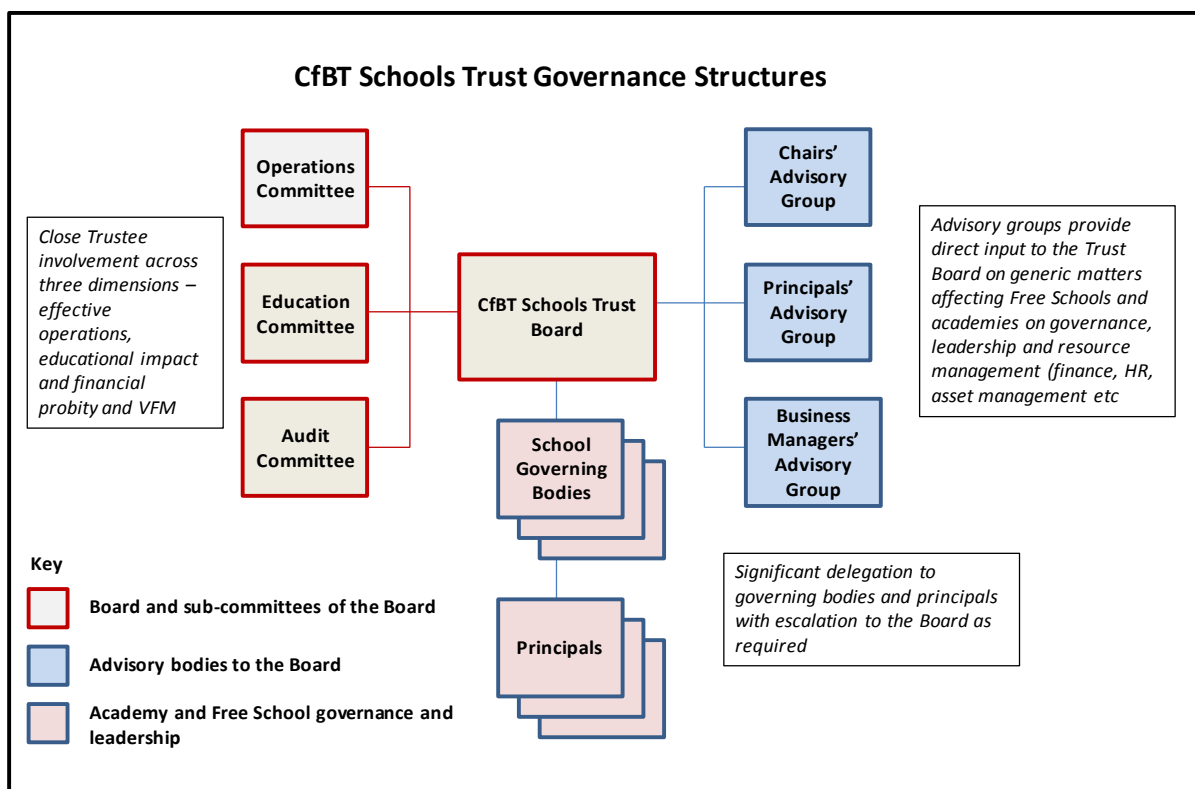 CfBT Schools Trust Governance Structures
Operations
Committee
Education
Committee
Audit
Committee
Close Trustee
involvement across
three dimensions –
effective
operations,
educational impact
and financial
probity and VFM
CfBT Schools Trust
Board
School
Governing
Bodies
Principals
Chairs’
Advisory
Group
Principals’
Advisory
Group
Business
Managers’
Advisory
Group
Advisory groups provide
direct input to the Trust
Board on generic matters
affecting Free Schools and
academies on governance,
leadership and resource
management (finance, HR,
asset management etc
Significant delegation to
governing bodies and principals
with escalation to the Board as
required
Key
Board and sub-committees of the Board
Advisory bodies to the Board
Academy and Free School governance and
leadership